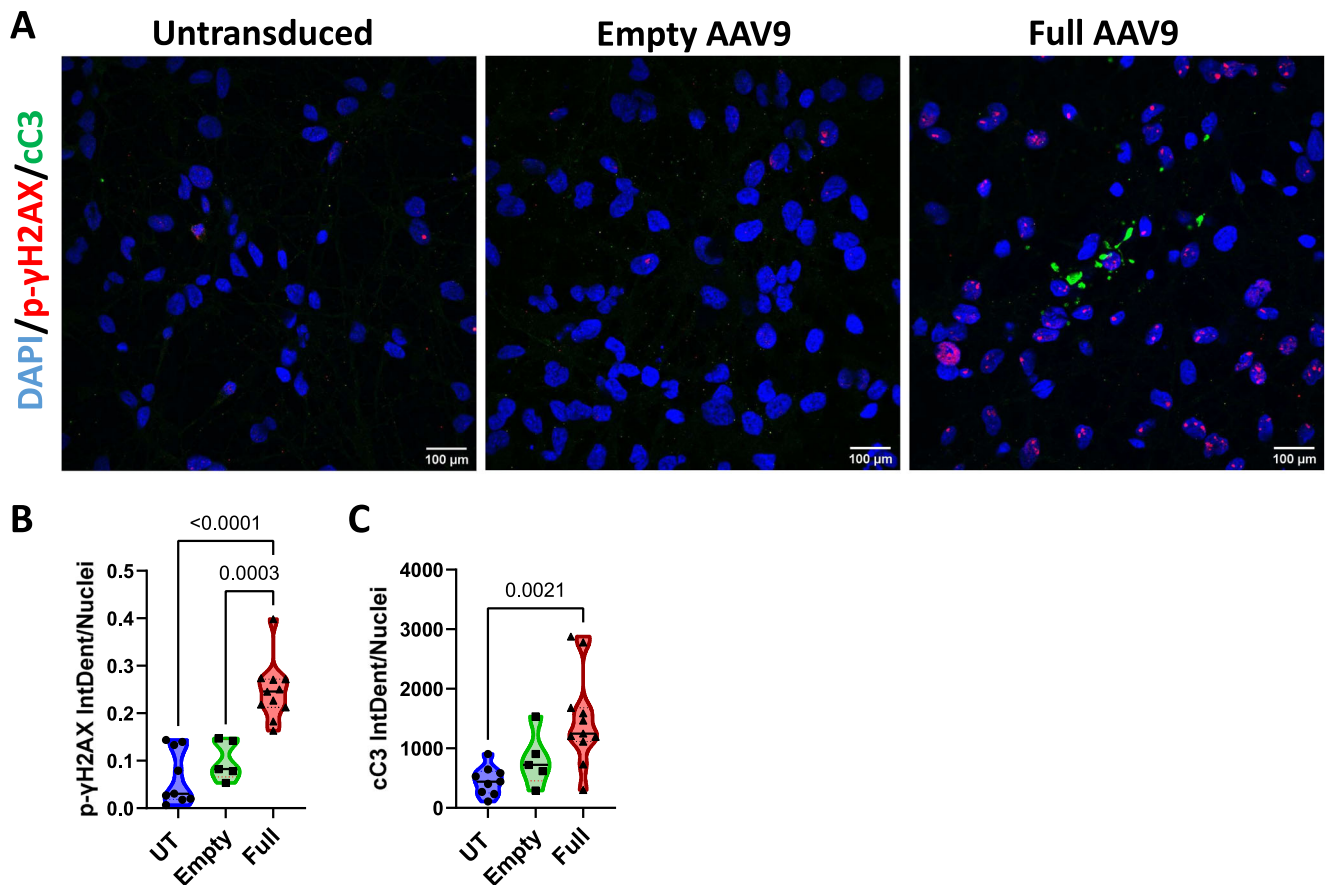 A
Untransduced
Empty AAV9
Full AAV9
DAPI/p-γH2AX/cC3
100 μm
100 μm
100 μm
B
<0.0001
0.0003
p-γH2AX IntDent/Nuclei
0.5
0.4
0.3
0.2
0.1
0.0
UT
Empty
Full
C
0.0021
cC3 IntDent/Nuclei
4000
3000
2000
1000
0
UT
Empty
Full